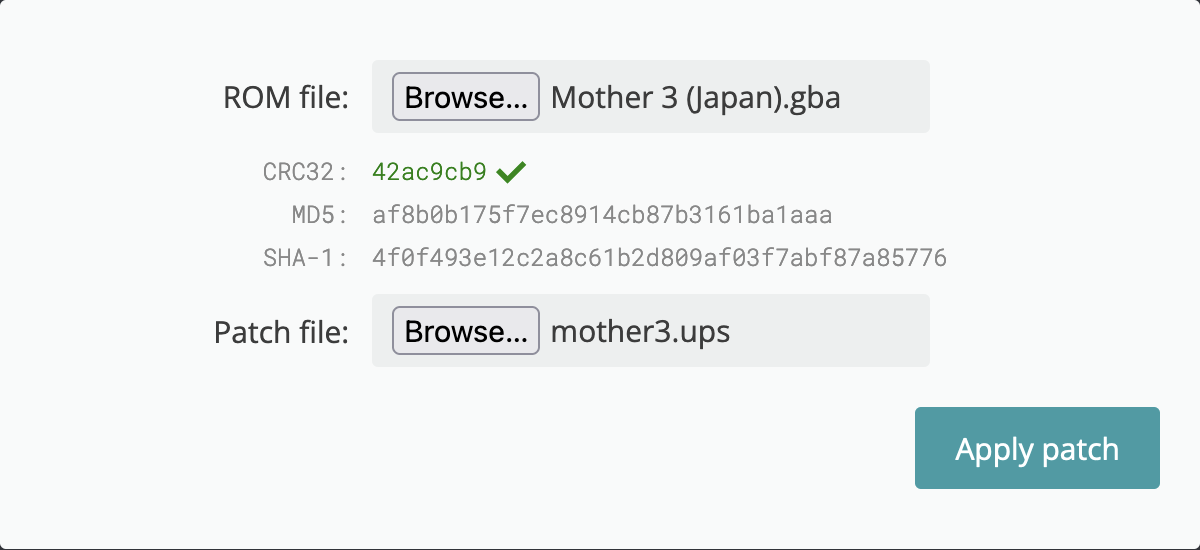 ROM file: Browse... Mother 3 (Japan).gba
CRC32: 42ac9cb9
MD5: af8b0b175f7ec8914cb87b3161ba1aaa
SHA-1: 4f0f493e12c2a8c61b2d809af03f7abf87a85776
Patch file: Browse... mother3.ups
Apply patch